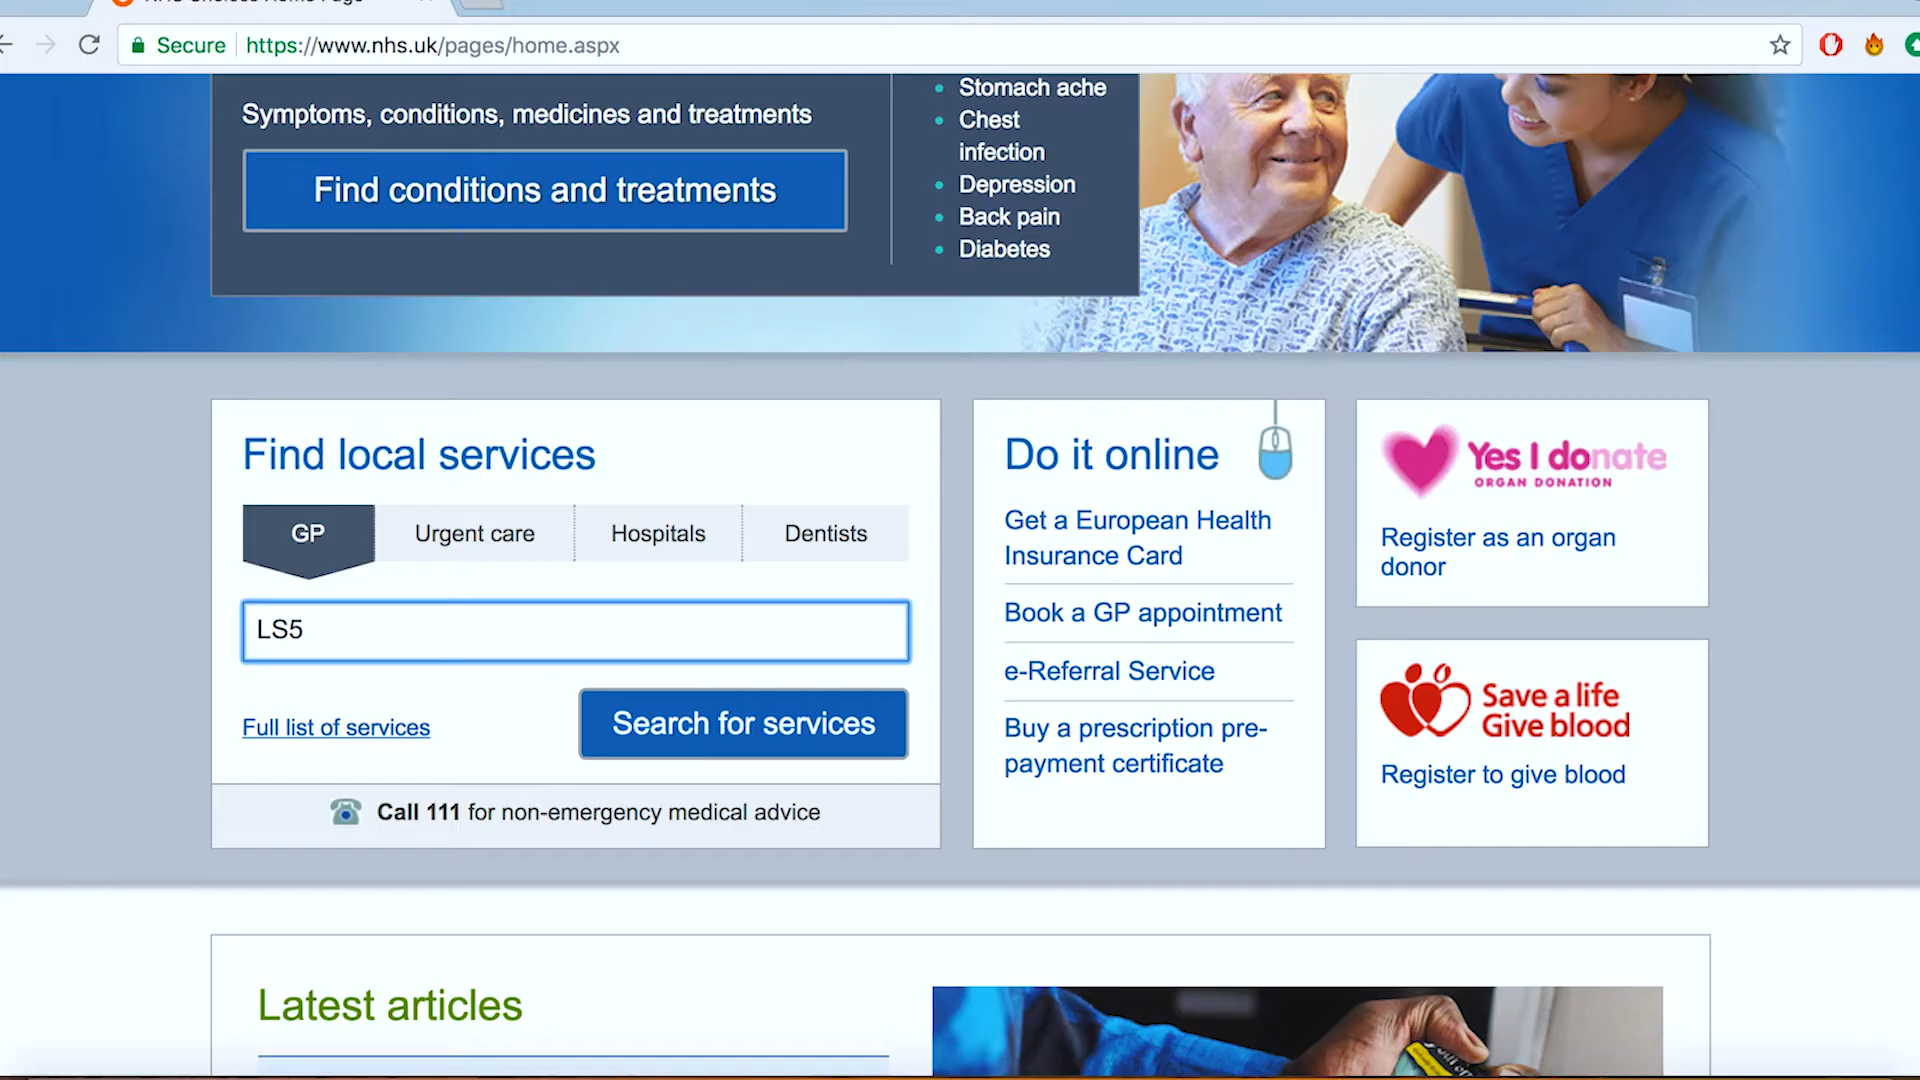 Secure https://www.nhs.uk/pages/home.aspx
Symptoms, conditions, medicines and treatments
Find conditions and treatments
Stomach ache
Chest
infection
Depression
Back pain
Diabetes
Find local services
GP
Urgent care
Hospitals
Dentists
LS5
Full list of services
Search for services
Call 111 for non-emergency medical advice
Do it online
Get a European Health
Insurance Card
Book a GP appointment
e-Referral Service
Buy a prescription pre-
payment certificate
Yes I donate
ORGAN DONATION
Register as an organ
donor
Save a life
Give blood
Register to give blood
Latest articles